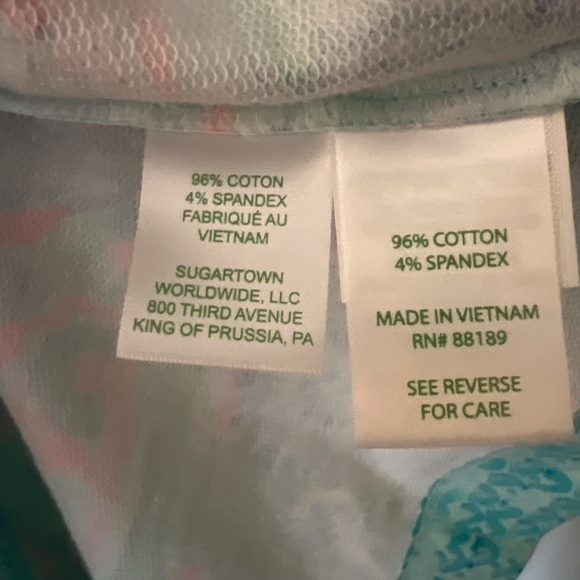 96% COTON
4% SPANDEX
FABRIQUÉ AU
VIETNAM
SUGARTOWN
WORLDWIDE, LLC
800 THIRD AVENUE
KING OF PRUSSIA, PA
96% COTTON
4% SPANDEX
MADE IN VIETNAM
RN# 88189
SEE REVERSE
FOR CARE